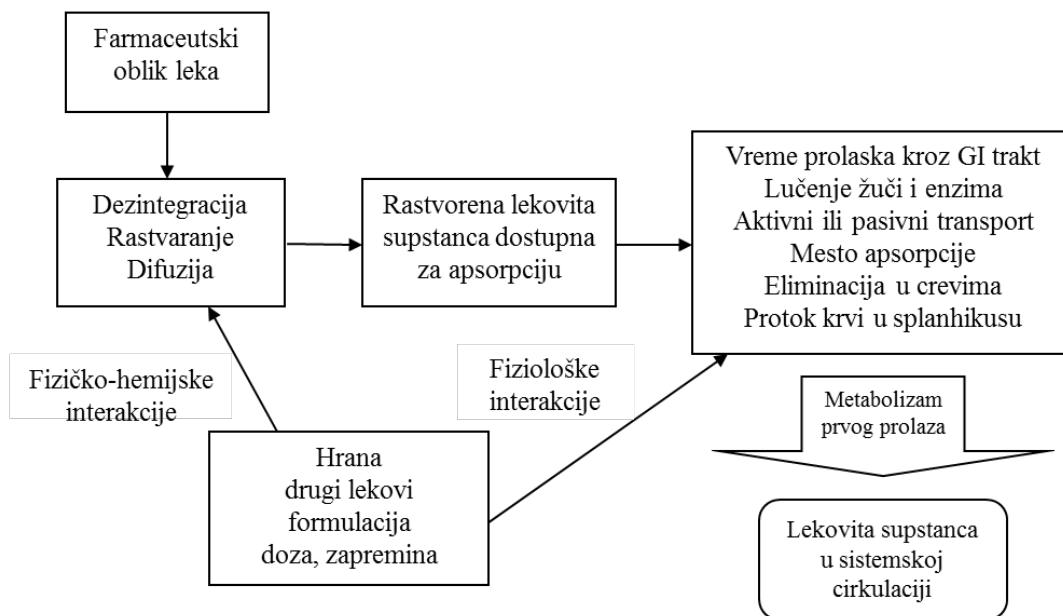 Farmaceutski
oblik leka
Dezintegracija
Rastvaranje
Difuzija
Rastvorena lekovita
supstanca dostupna
za apsorpciju
Vreme prolaska kroz GI trakt
Lučenje žuči i enzima
Aktivni ili pasivni transport
Mesto apsorpcije
Eliminacija u crevima
Protok krvi u splanhikusu
Fizičko-hemijske
interakcije
Fiziološke
interakcije
Hrana
drugi lekovi
formulacija
doza, zapremina
Metabolizam
prvog prolaza
Lekovita supstanca
u sistemskoj
cirkulaciji